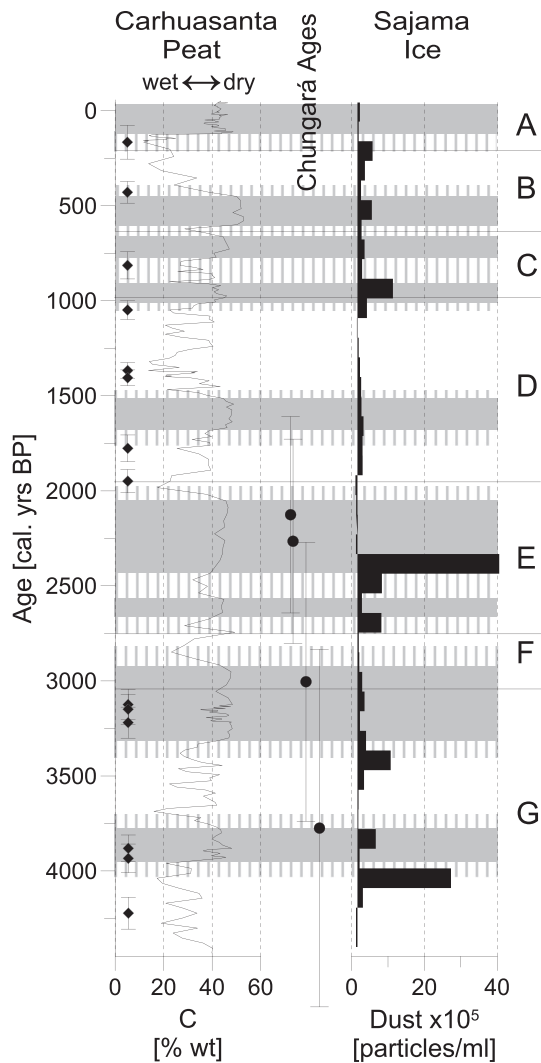 Carhuasanta
Peat
wet ↔ dry
Chungará Ages
Sajama
Ice
Age [cal. yrs BP]
0
500
1000
1500
2000
2500
3000
3500
4000
A
B
C
D
E
F
G
0 20 40 60
C
[% wt]
0 20 40
Dust x10⁵
[particles/ml]